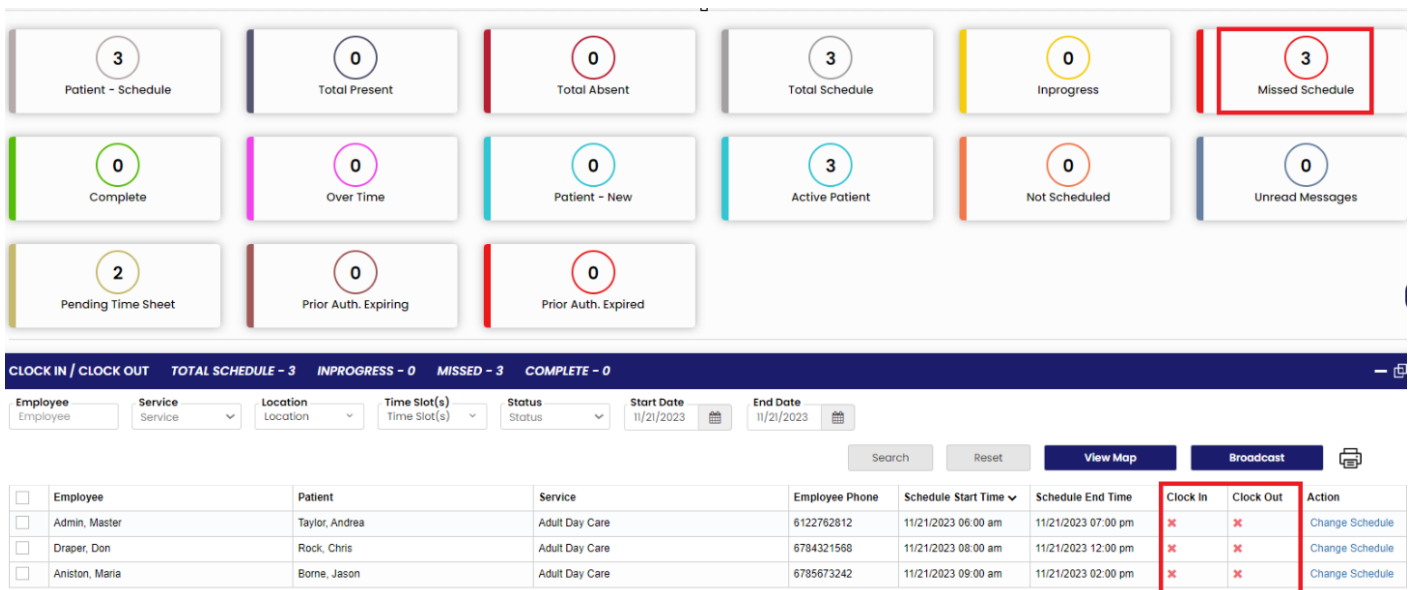 3 0 0 3 0 3
Patient - Schedule Total Present Total Absent Total Schedule Inprogress Missed Schedule
0 0 0 3 0 0
Complete Over Time Patient - New Active Patient Not Scheduled Unread Messages
2 0 0
Pending Time Sheet Prior Auth. Expiring Prior Auth. Expired
CLOCK IN / CLOCK OUT TOTAL SCHEDULE - 3 INPROGRESS - 0 MISSED - 3 COMPLETE - 0
Employee Service Location Time Slot(s) Status Start Date End Date
Employee Service Location Time Slot(s) Status 11/21/2023 11/21/2023
Search Reset View Map Broadcast
Employee Patient Service Employee Phone Schedule Start Time Schedule End Time Clock In Clock Out Action
Admin, Master Taylor, Andrea Adult Day Care 6122762812 11/21/2023 06:00 am 11/21/2023 07:00 pm Change Schedule
Draper, Don Rock, Chris Adult Day Care 6784321568 11/21/2023 08:00 am 11/21/2023 12:00 pm Change Schedule
Aniston, Maria Borne, Jason Adult Day Care 6785673242 11/21/2023 09:00 am 11/21/2023 02:00 pm Change Schedule